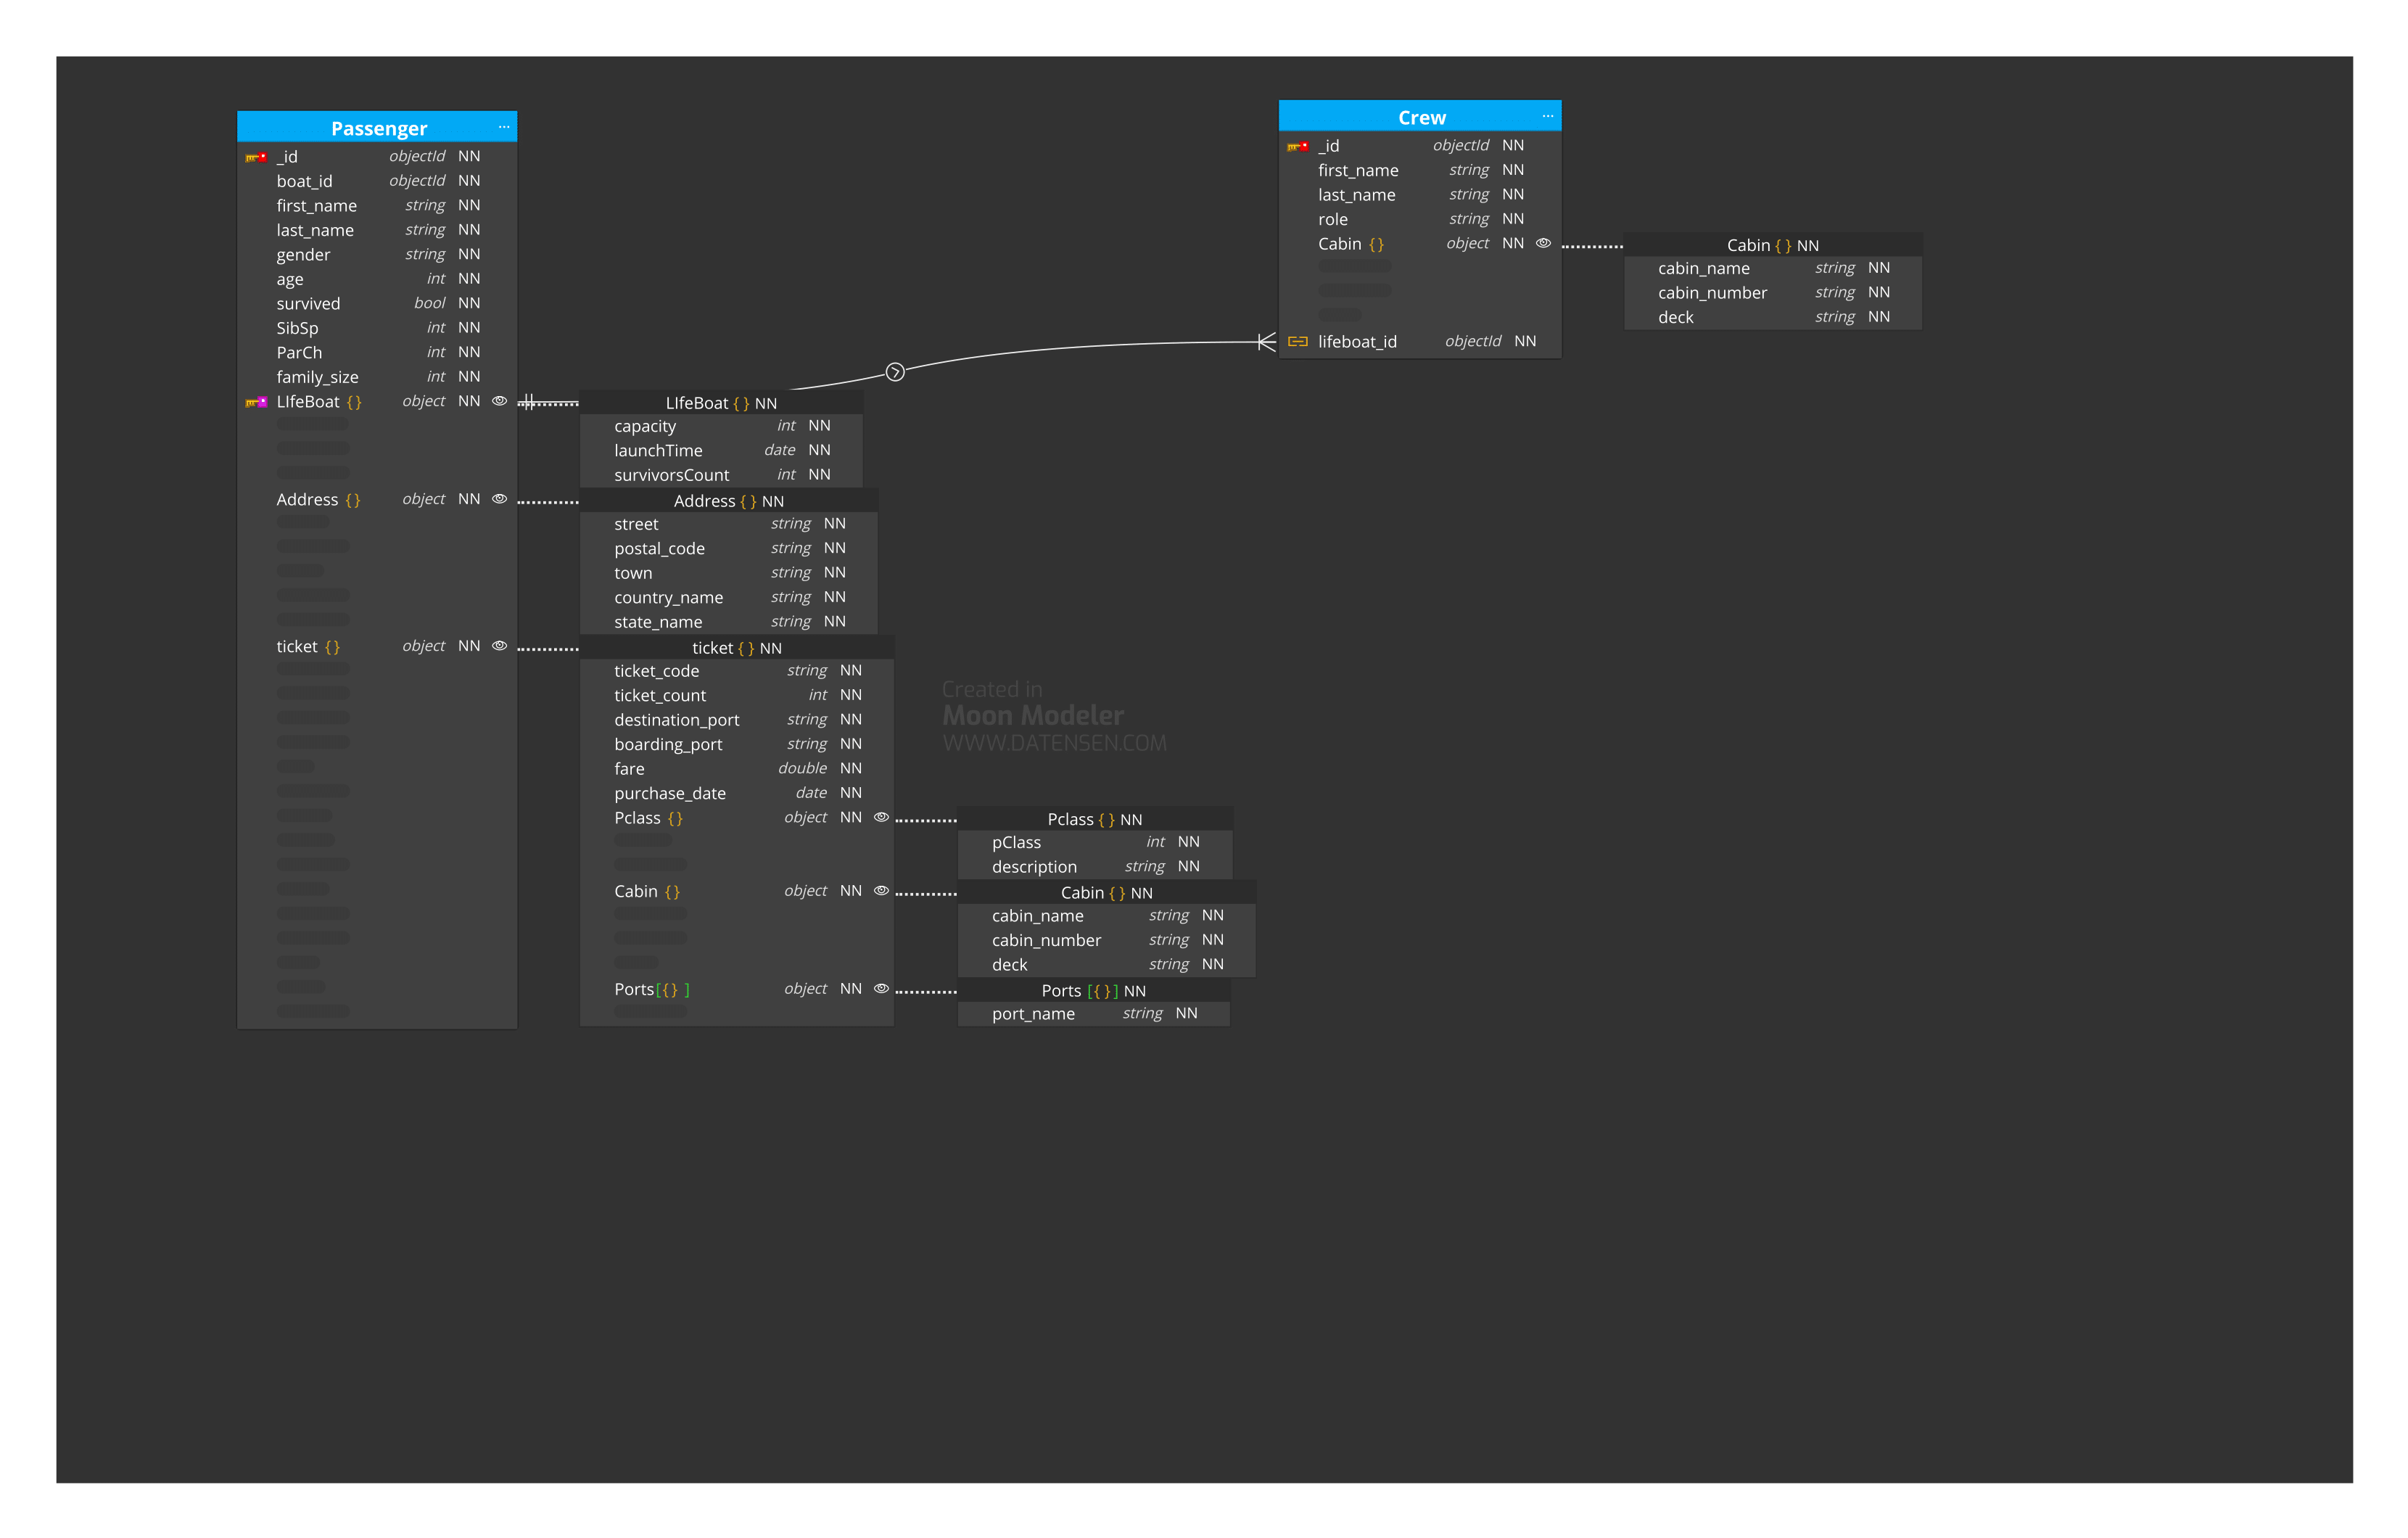 Passenger ...
_id objectId NN
boat_id objectId NN
first_name string NN
last_name string NN
gender string NN
age int NN
survived bool NN
SibSp int NN
ParCh int NN
family_size int NN
LIfeBoat {} object NN
Address {} object NN
ticket {} object NN
LIfeBoat { } NN
capacity int NN
launchTime date NN
survivorsCount int NN
Address { } NN
street string NN
postal_code string NN
town string NN
country_name string NN
state_name string NN
ticket { } NN
ticket_code string NN
ticket_count int NN
destination_port string NN
boarding_port string NN
fare double NN
purchase_date date NN
Pclass {} object NN
Cabin {} object NN
Ports[{} ] object NN
Pclass { } NN
pClass int NN
description string NN
Cabin { } NN
cabin_name string NN
cabin_number string NN
deck string NN
Ports [{ }] NN
port_name string NN
Crew ...
_id objectId NN
first_name string NN
last_name string NN
role string NN
Cabin {} object NN
lifeboat_id objectId NN
Cabin { } NN
cabin_name string NN
cabin_number string NN
deck string NN
Created in
Moon Modeler
WWW.DATENSEN.COM